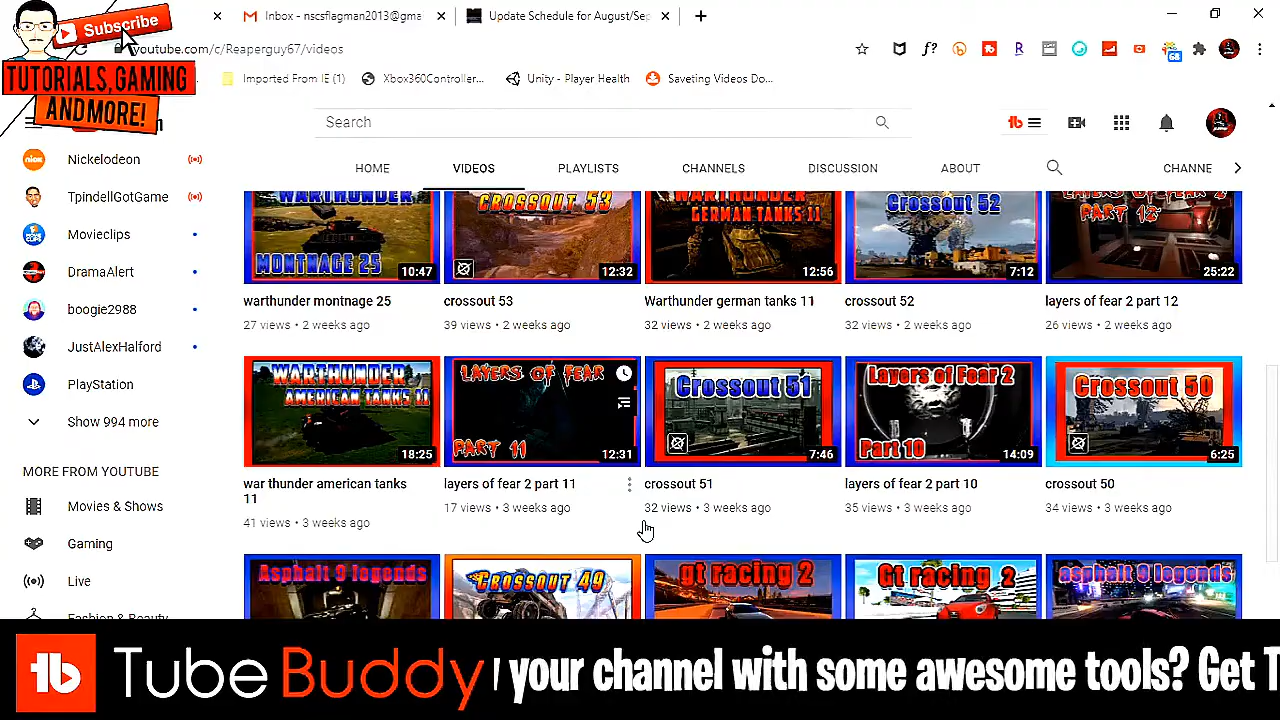 Subscribe
TUTORIALS, GAMING
AND MORE!
Inbox - nscsflagman2013@gma
Update Schedule for August/Sep
youtube.com/c/Reaperguy67/videos
Imported From IE (1)
Xbox360Controller...
Unity - Player Health
Saveting Videos Do...
Search
HOME
VIDEOS
PLAYLISTS
CHANNELS
DISCUSSION
ABOUT
CHANNE
Nickelodeon
TpindellGotGame
Movieclips
DramaAlert
boogie2988
JustAlexHalford
PlayStation
Show 994 more
MORE FROM YOUTUBE
Movies & Shows
Gaming
Live
Fashion & Beauty
WARTHUNDER
MONTNAGE 25
10:47
CROSSOUT 53
12:32
WARTHUNDER
GERMAN TANKS 11
12:56
Crossout 52
7:12
LAYERS OF FEAR 2
PART 12
25:22
warthunder montnage 25
27 views • 2 weeks ago
crossout 53
39 views • 2 weeks ago
Warthunder german tanks 11
32 views • 2 weeks ago
crossout 52
32 views • 2 weeks ago
layers of fear 2 part 12
26 views • 2 weeks ago
WARTHUNDER
AMERICAN TANKS 11
18:25
LAYERS OF FEAR
PART 11
12:31
Crossout 51
7:46
Layers of Fear 2
Part 10
14:09
Crossout 50
6:25
war thunder american tanks
11
41 views • 3 weeks ago
layers of fear 2 part 11
17 views • 3 weeks ago
crossout 51
32 views • 3 weeks ago
layers of fear 2 part 10
35 views • 3 weeks ago
crossout 50
34 views • 3 weeks ago
Asphalt 9 legends
CROSSOUT 49
gt racing 2
Gt racing 2
asphalt 9 legends
tb TubeBuddy
your channel with some awesome tools? Get T